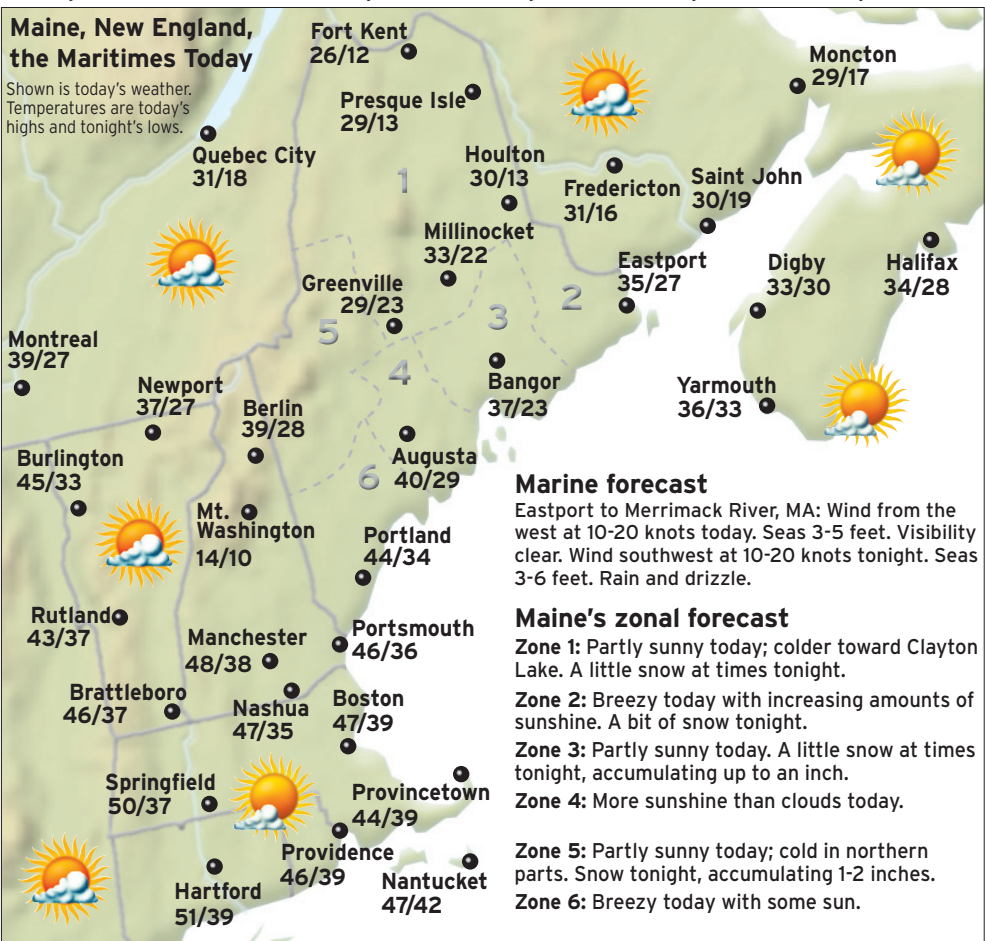 Maine, New England,
the Maritimes Today
Shown is today's weather.
Temperatures are today's
highs and tonight's lows.
Fort Kent
26/12
Moncton
29/17
Presque Isle
29/13
Quebec City
31/18
Houlton
30/13
1
Fredericton
31/16
Saint John
30/19
Millinocket
33/22
Greenville
29/23
Eastport
35/27
Digby
33/30
Halifax
34/28
2
3
5
4
Montreal
39/27
Newport
37/27
Berlin
39/28
Bangor
37/23
Yarmouth
36/33
Burlington
45/33
Augusta
40/29
6
Mt.
Washington
14/10
Portland
44/34
Rutland
43/37
Manchester
48/38
Portsmouth
46/36
Brattleboro
46/37
Nashua
47/35
Boston
47/39
Springfield
50/37
Provincetown
44/39
Providence
46/39
Hartford
51/39
Nantucket
47/42
Marine forecast
Eastport to Merrimack River, MA: Wind from the
west at 10-20 knots today. Seas 3-5 feet. Visibility
clear. Wind southwest at 10-20 knots tonight. Seas
3-6 feet. Rain and drizzle.
Maine's zonal forecast
Zone 1: Partly sunny today; colder toward Clayton
Lake. A little snow at times tonight.
Zone 2: Breezy today with increasing amounts of
sunshine. A bit of snow tonight.
Zone 3: Partly sunny today. A little snow at times
tonight, accumulating up to an inch.
Zone 4: More sunshine than clouds today.
Zone 5: Partly sunny today; cold in northern
parts. Snow tonight, accumulating 1-2 inches.
Zone 6: Breezy today with some sun.